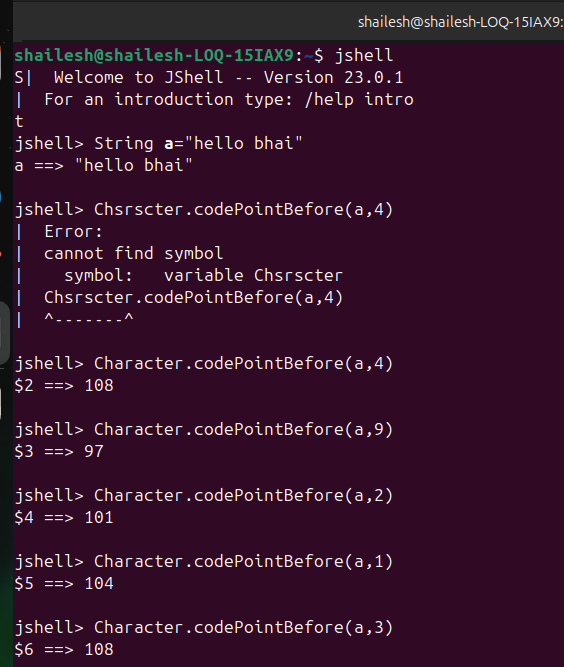 shailesh@shailesh-LOQ-15IAX9:
shailesh@shailesh-LOQ-15IAX9:~$ jshell
S|  Welcome to JShell -- Version 23.0.1
|  For an introduction type: /help intro
t
jshell> String a="hello bhai"
a ==> "hello bhai"
jshell> Chsrscter.codePointBefore(a,4)
|  Error:
|  cannot find symbol
|    symbol:   variable Chsrscter
|  Chsrscter.codePointBefore(a,4)
|  ^-------^
jshell> Character.codePointBefore(a,4)
$2 ==> 108
jshell> Character.codePointBefore(a,9)
$3 ==> 97
jshell> Character.codePointBefore(a,2)
$4 ==> 101
jshell> Character.codePointBefore(a,1)
$5 ==> 104
jshell> Character.codePointBefore(a,3)
$6 ==> 108